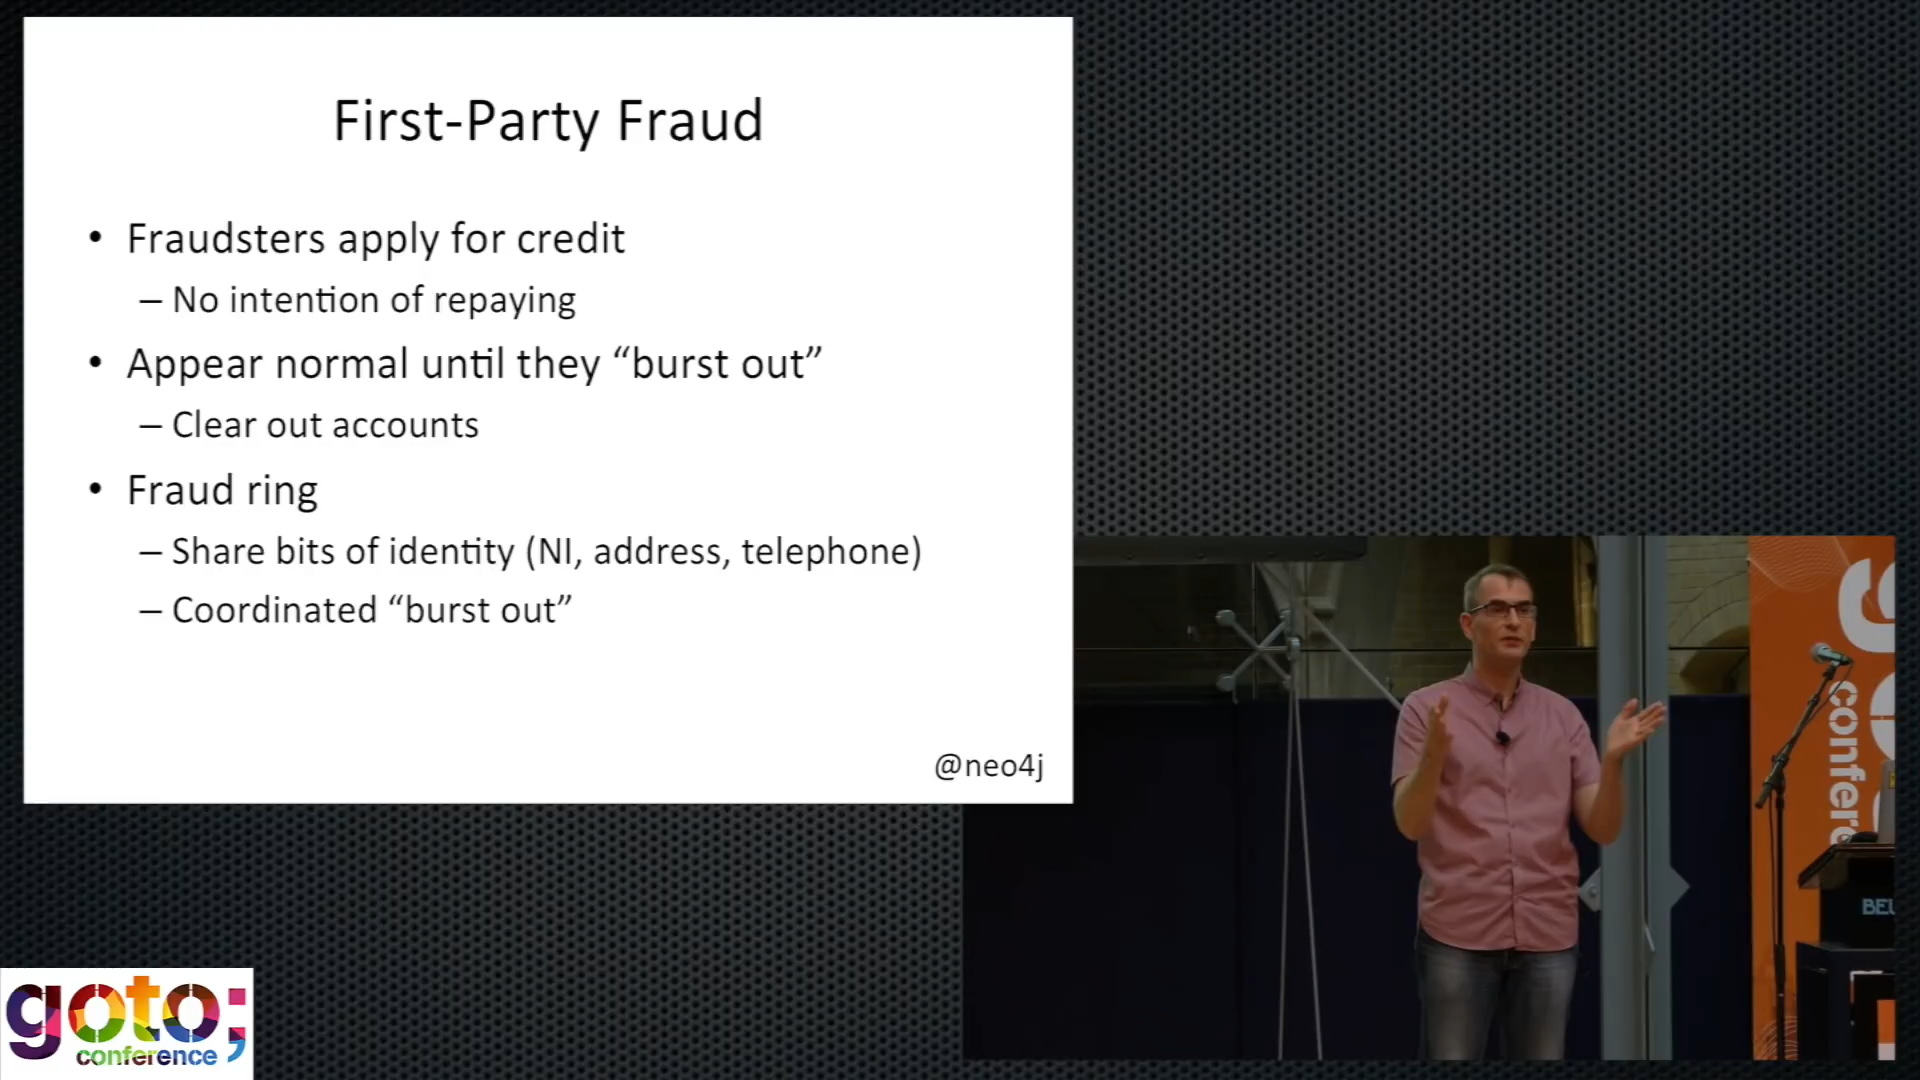 First-Party Fraud
• Fraudsters apply for credit
– No intention of repaying
• Appear normal until they “burst out”
– Clear out accounts
• Fraud ring
– Share bits of identity (NI, address, telephone)
– Coordinated “burst out”
@neo4j
goto;
conference